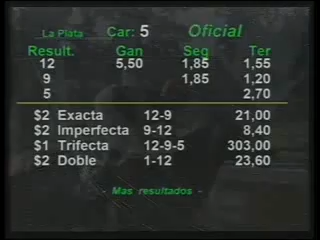 La Plata Car: 5 Oficial
Result. Gan Seg Ter
12 5,50 1,85 1,55
9 1,85 1,20
5 2,70
$2 Exacta 12-9 21,00
$2 Imperfecta 9-12 8,40
$1 Trifecta 12-9-5 303,00
$2 Doble 1-12 23,60
- Mas resultados -